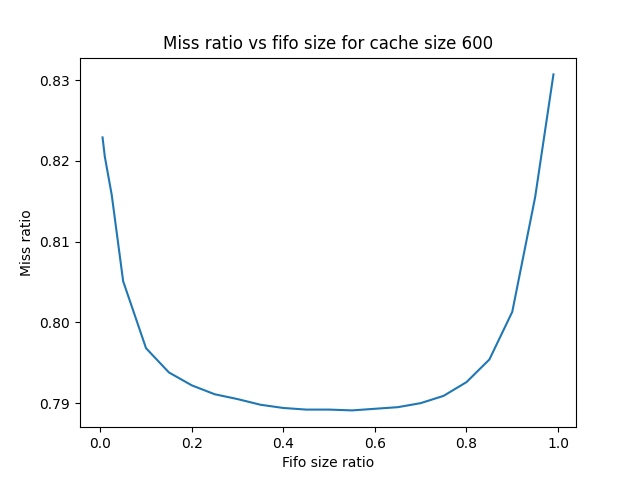 Miss ratio vs fifo size for cache size 600
0.83
0.82
0.81
0.80
0.79
Miss ratio
0.0 0.2 0.4 0.6 0.8 1.0
Fifo size ratio